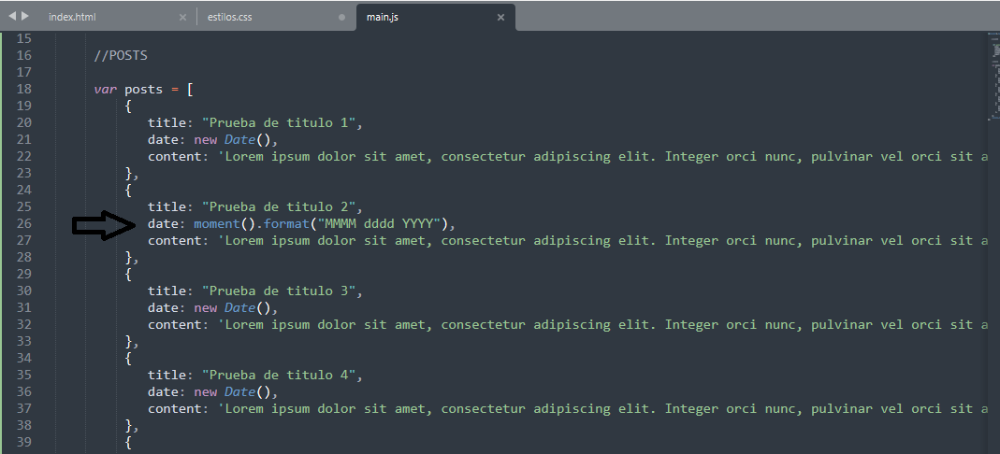 index.html × estilos.css main.js ×
15
16 //POSTS
17
18 var posts = [
19 {
20 title: "Prueba de titulo 1",
21 date: new Date(),
22 content: 'Lorem ipsum dolor sit amet, consectetur adipiscing elit. Integer orci nunc, pulvinar vel orci sit a
23 },
24 {
25 title: "Prueba de titulo 2",
26 date: moment().format("MMMM dddd YYYY"),
27 content: 'Lorem ipsum dolor sit amet, consectetur adipiscing elit. Integer orci nunc, pulvinar vel orci sit a
28 },
29 {
30 title: "Prueba de titulo 3",
31 date: new Date(),
32 content: 'Lorem ipsum dolor sit amet, consectetur adipiscing elit. Integer orci nunc, pulvinar vel orci sit a
33 },
34 {
35 title: "Prueba de titulo 4",
36 date: new Date(),
37 content: 'Lorem ipsum dolor sit amet, consectetur adipiscing elit. Integer orci nunc, pulvinar vel orci sit a
38 },
39 {